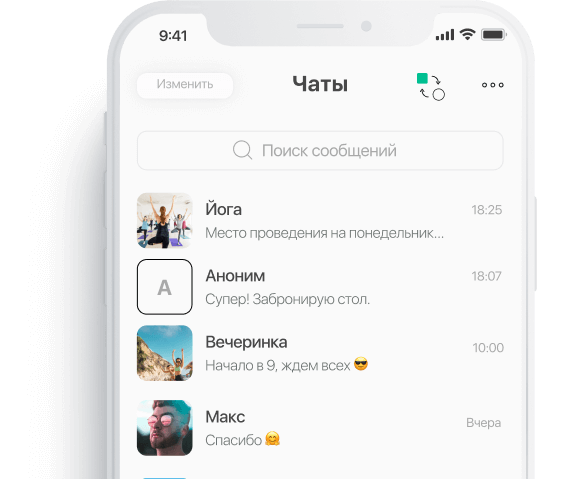 9:41
Изменить
Чаты
Поиск сообщений
Йога
18:25
Место проведения на понедельник...
А
Аноним
18:07
Супер! Забронирую стол.
Вечеринка
10:00
Начало в 9, ждем всех 😎
Макс
Вчера
Спасибо 🤗